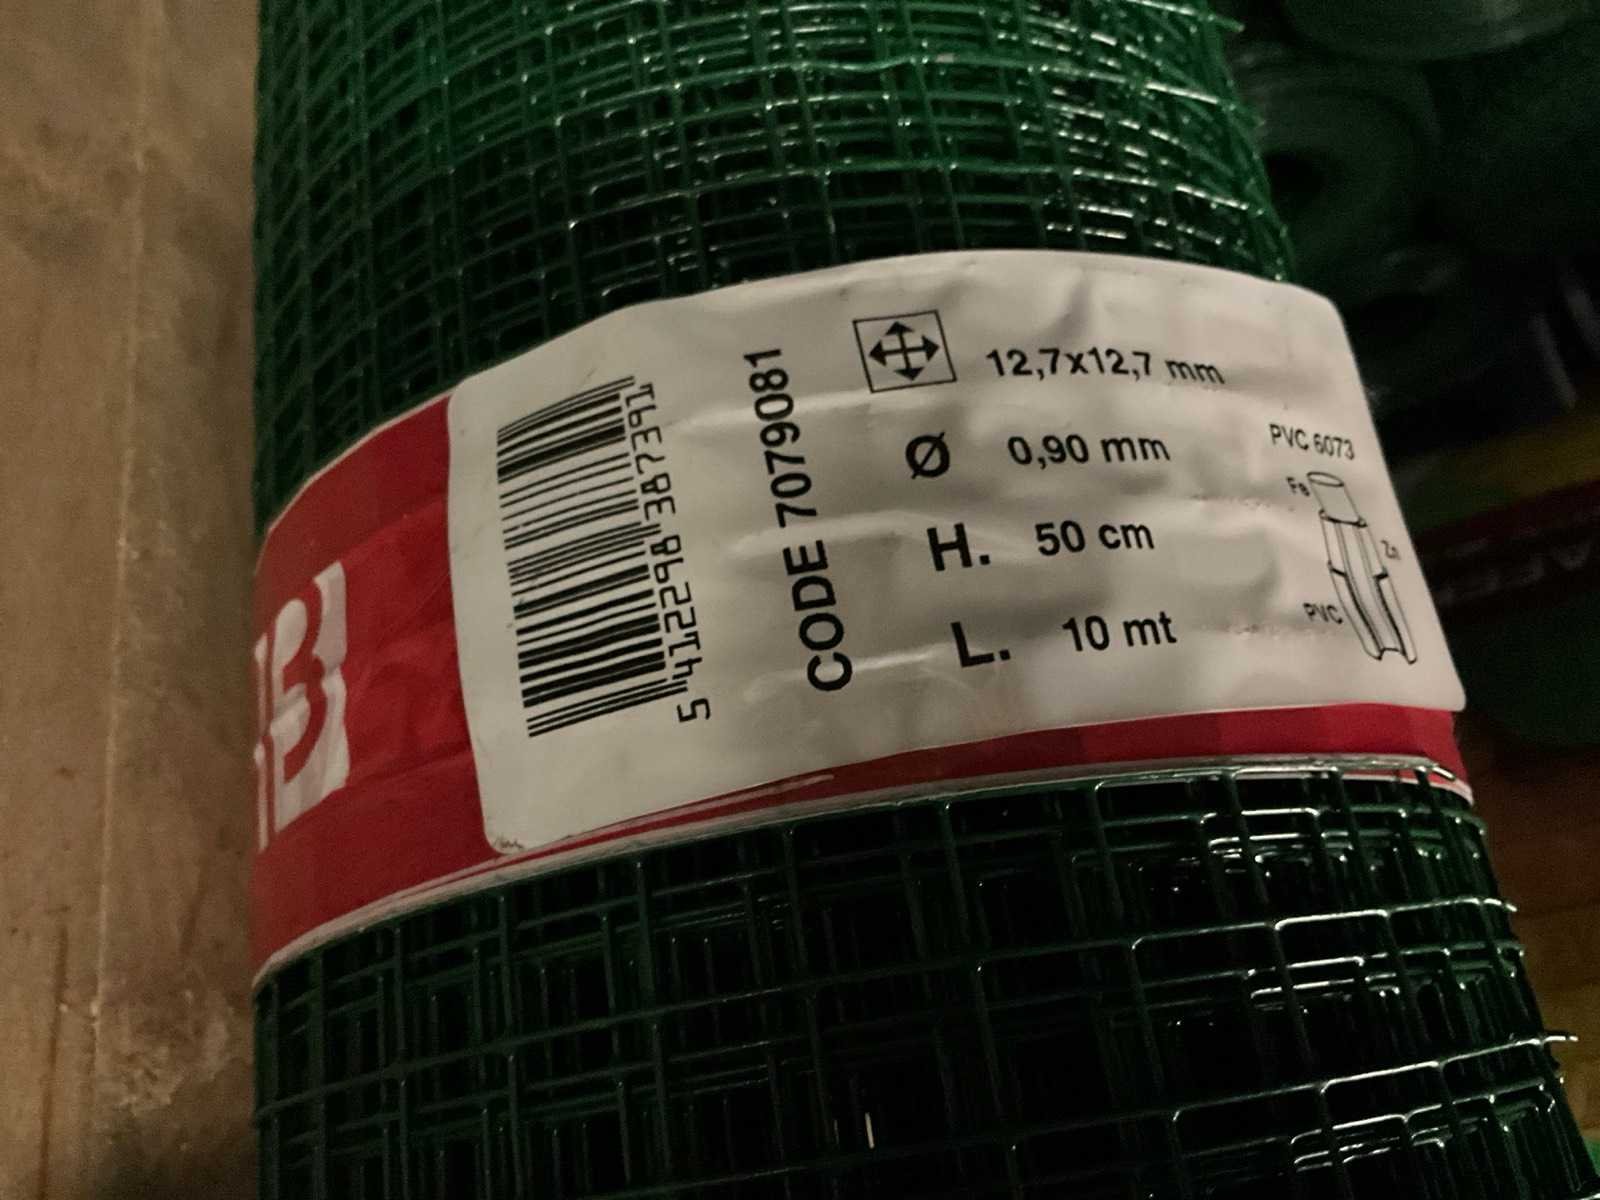 12,7x12,7 mm
Ø 0,90 mm
H. 50 cm
L. 10 mt
CODE 7079081
5 412298 387391
PVC 6073
Fe
Zn
PVC